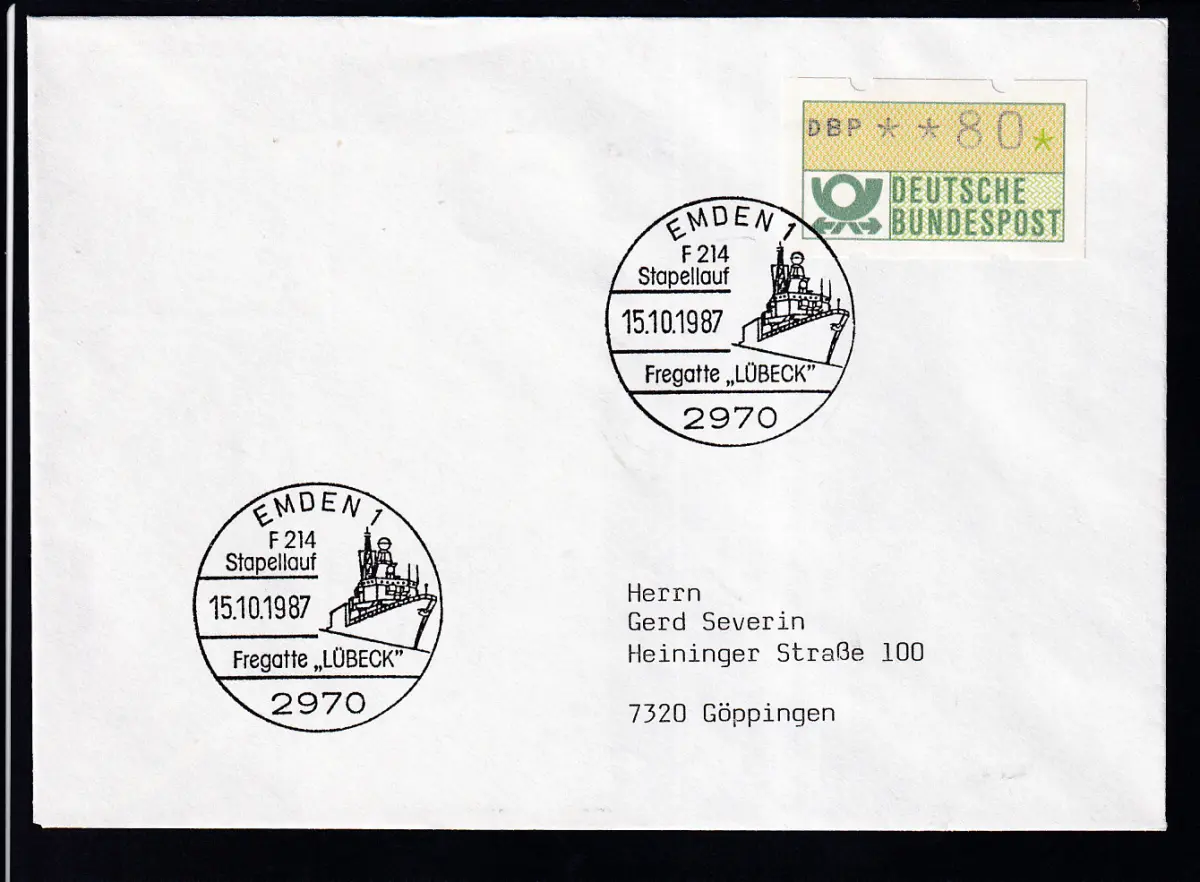 DBP * * 80 *
DEUTSCHE
BUNDESPOST
EMDEN 1
F 214
Stapellauf
15.10.1987
Fregatte „LÜBECK”
2970
EMDEN 1
F 214
Stapellauf
15.10.1987
Fregatte „LÜBECK”
2970
Herrn
Gerd Severin
Heininger Straße 100
7320 Göppingen